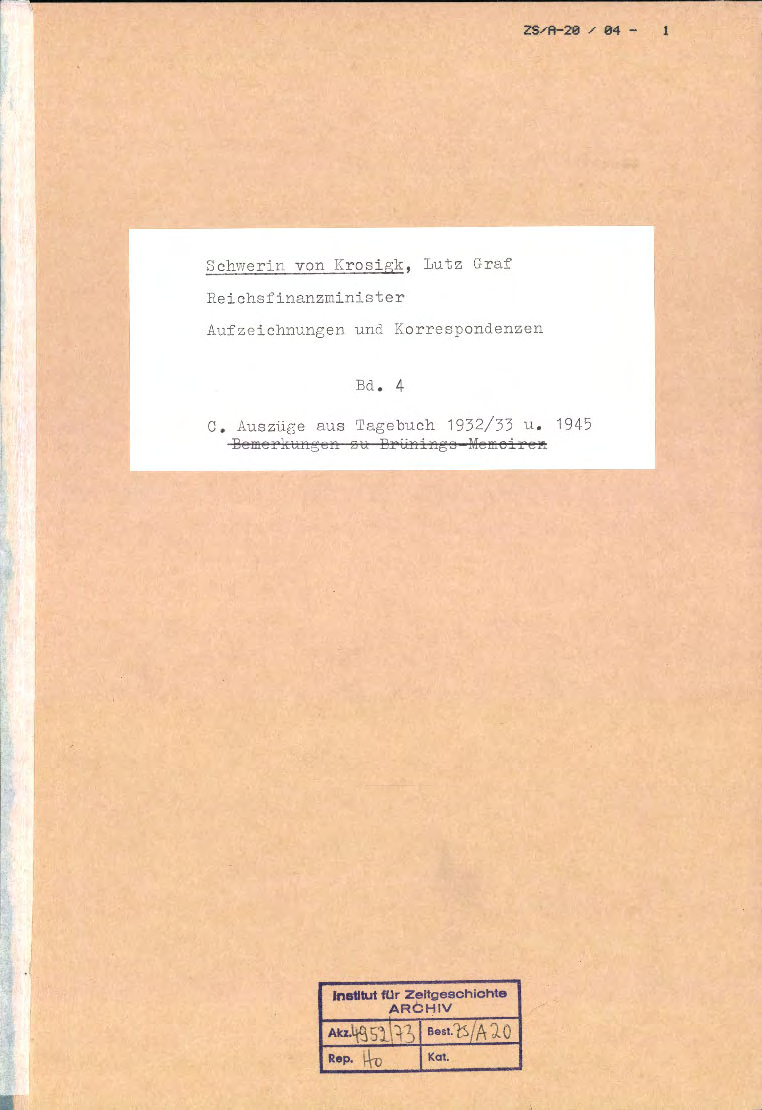 ZS/A-20 / 04 - 1
Schwerin von Krosigk, Lutz Graf
Reichsfinanzminister
Aufzeichnungen und Korrespondenzen
Bd. 4
C. Auszüge aus Tagebuch 1932/33 u. 1945
Bemerkungen zu Brünings-Memoiren
Institut für Zeitgeschichte
ARCHIV
Akz. 4952/73 Best. ZS/A 20
Rep. Ho Kat.